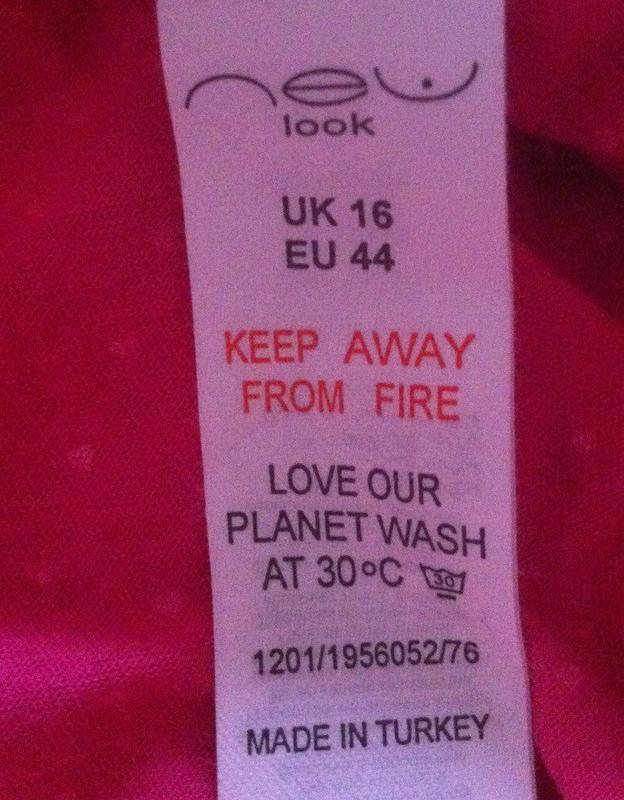 new
look
UK 16
EU 44
KEEP AWAY
FROM FIRE
LOVE OUR
PLANET WASH
AT 30°C 30
1201/1956052/76
MADE IN TURKEY